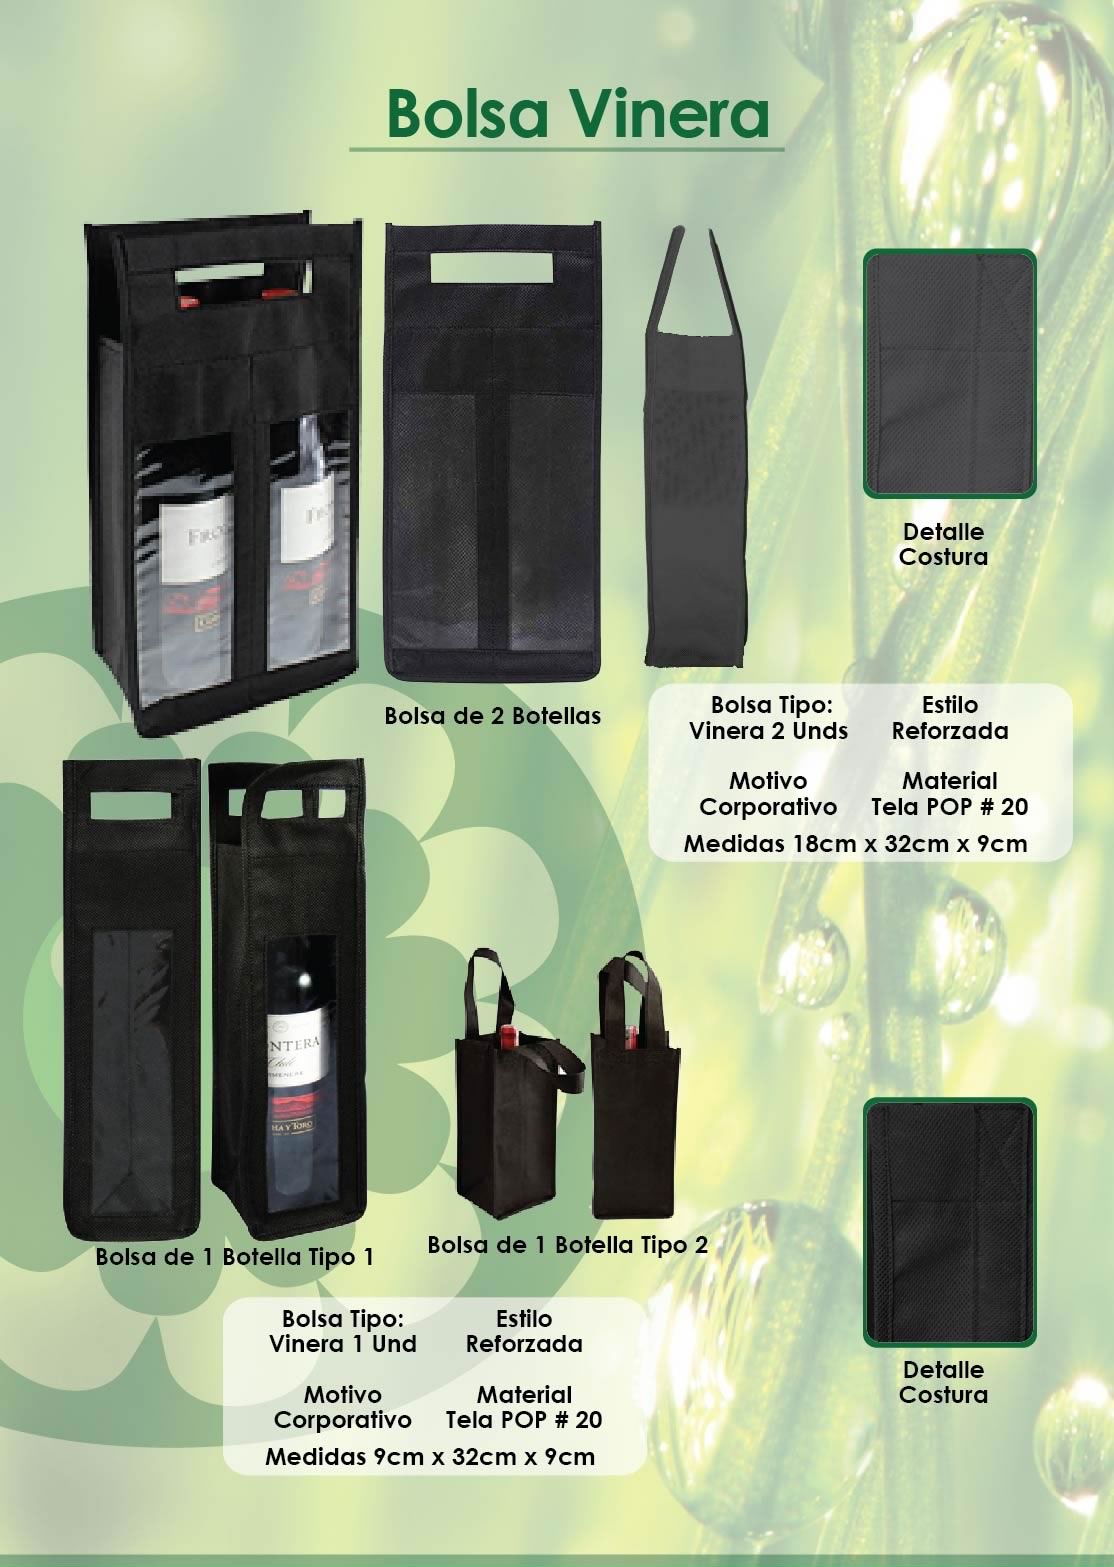 Bolsa Vinera
Detalle
Costura
Bolsa de 2 Botellas
Bolsa Tipo:
Vinera 2 Unds
Estilo
Reforzada
Motivo
Corporativo
Material
Tela POP # 20
Medidas 18cm x 32cm x 9cm
Bolsa de 1 Botella Tipo 1
Bolsa de 1 Botella Tipo 2
Bolsa Tipo:
Vinera 1 Und
Estilo
Reforzada
Motivo
Corporativo
Material
Tela POP # 20
Medidas 9cm x 32cm x 9cm
Detalle
Costura
ONTERA